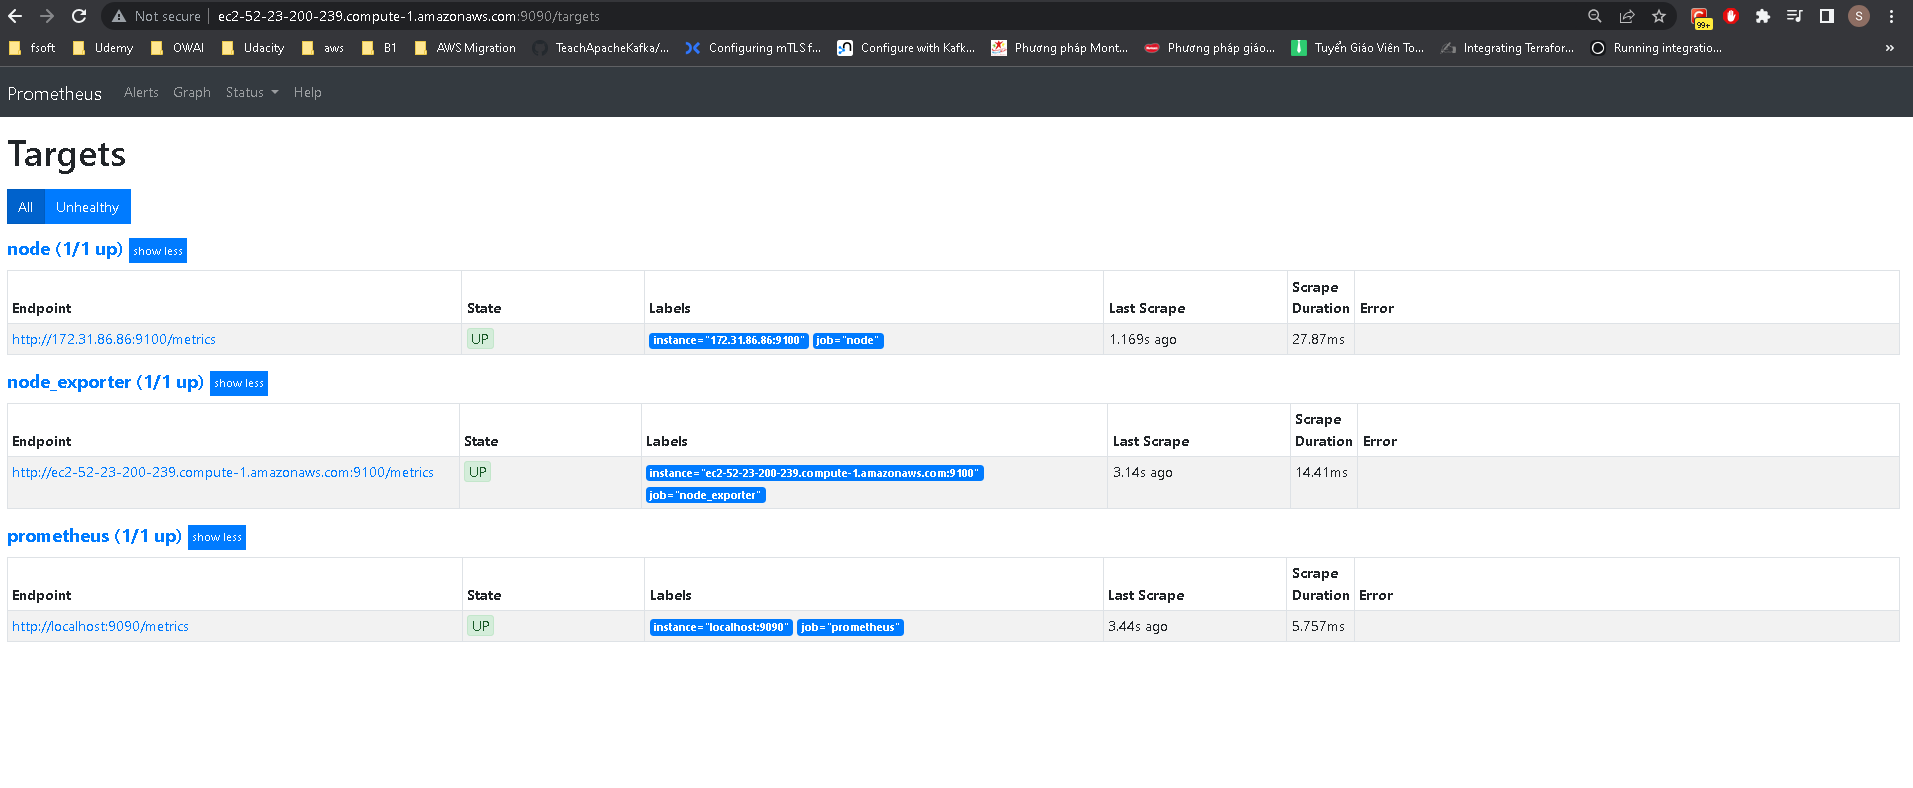 Not secure ec2-52-23-200-239.compute-1.amazonaws.com:9090/targets 99+ S
fsoft Udemy OWAI Udacity aws B1 AWS Migration TeachApacheKafka/... Configuring mTLS f... Configure with Kafk... Phương pháp Mont... Phương pháp giáo... Tuyển Giáo Viên To... Integrating Terrafor... Running integratio... »
Prometheus Alerts Graph Status Help
Targets
All Unhealthy
node (1/1 up) show less
Endpoint State Labels Last Scrape Scrape Duration Error
http://172.31.86.86:9100/metrics UP instance="172.31.86.86:9100" job="node" 1.169s ago 27.87ms
node_exporter (1/1 up) show less
Endpoint State Labels Last Scrape Scrape Duration Error
http://ec2-52-23-200-239.compute-1.amazonaws.com:9100/metrics UP instance="ec2-52-23-200-239.compute-1.amazonaws.com:9100" 3.14s ago 14.41ms
job="node_exporter"
prometheus (1/1 up) show less
Endpoint State Labels Last Scrape Scrape Duration Error
http://localhost:9090/metrics UP instance="localhost:9090" job="prometheus" 3.44s ago 5.757ms